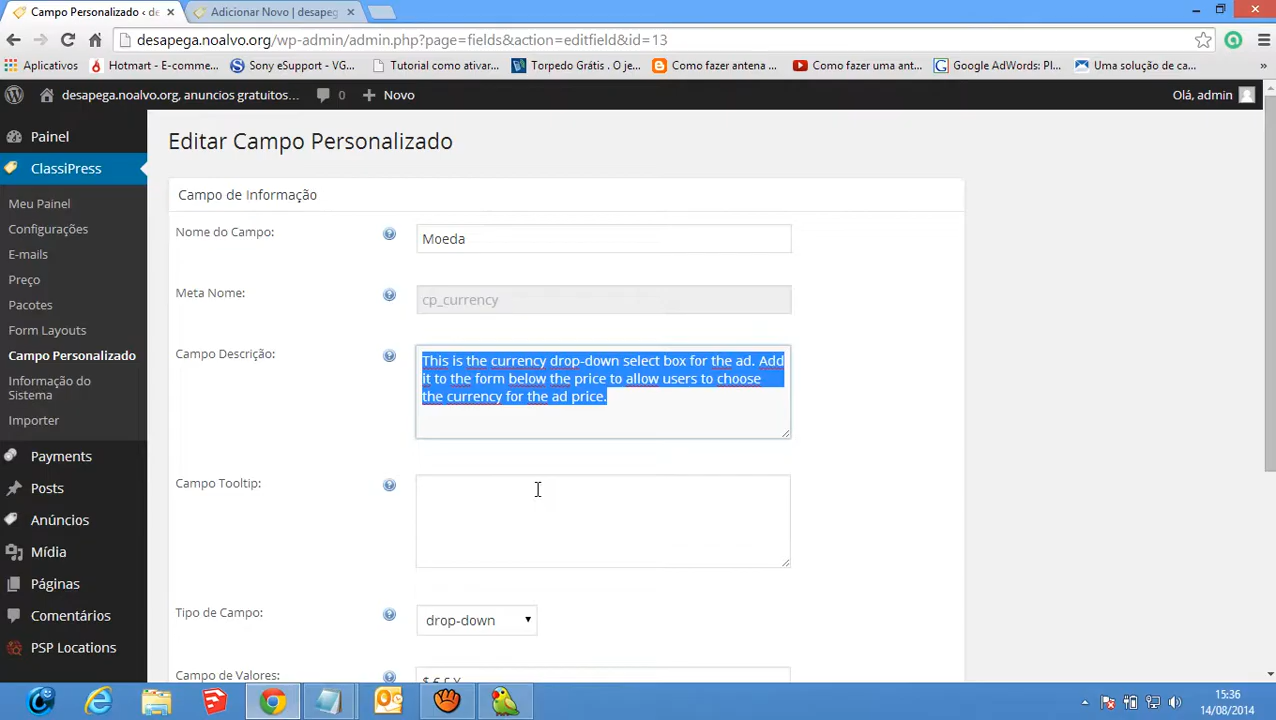 Campo Personalizado ‹ de
Adicionar Novo | desapeg
desapega.noalvo.org/wp-admin/admin.php?page=fields&action=editfield&id=13
Aplicativos
Hotmart - E-comme...
Sony eSupport - VG...
Tutorial como ativar...
Torpedo Grátis . O je...
Como fazer antena ...
Como fazer uma ant...
Google AdWords: Pl...
Uma solução de ca...
»
desapega.noalvo.org, anuncios gratuitos...
0
Novo
Olá, admin
Painel
ClassiPress
Meu Painel
Configurações
E-mails
Preço
Pacotes
Form Layouts
Campo Personalizado
Informação do
Sistema
Importer
Payments
Posts
Anúncios
Mídia
Páginas
Comentários
PSP Locations
Editar Campo Personalizado
Campo de Informação
Nome do Campo:
Moeda
Meta Nome:
cp_currency
Campo Descrição:
This is the currency drop-down select box for the ad. Add
it to the form below the price to allow users to choose
the currency for the ad price.
Campo Tooltip:
Tipo de Campo:
drop-down
Campo de Valores:
15:36
14/08/2014